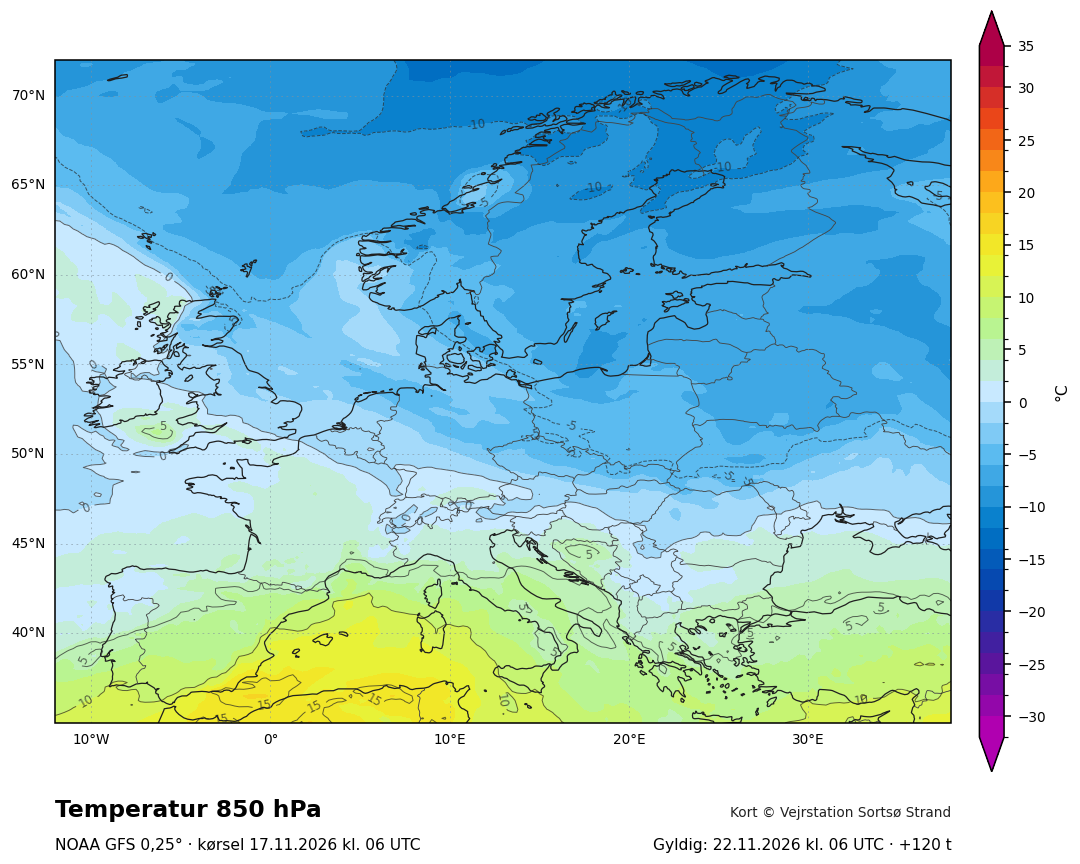 70°N
65°N
60°N
55°N
50°N
45°N
40°N
10°W 0° 10°E 20°E 30°E
35
30
25
20
15
10
5
0
−5
−10
−15
−20
−25
−30
°C
Temperatur 850 hPa
Kort © Vejrstation Sortsø Strand
NOAA GFS 0,25° · kørsel 17.11.2026 kl. 06 UTC
Gyldig: 22.11.2026 kl. 06 UTC · +120 t